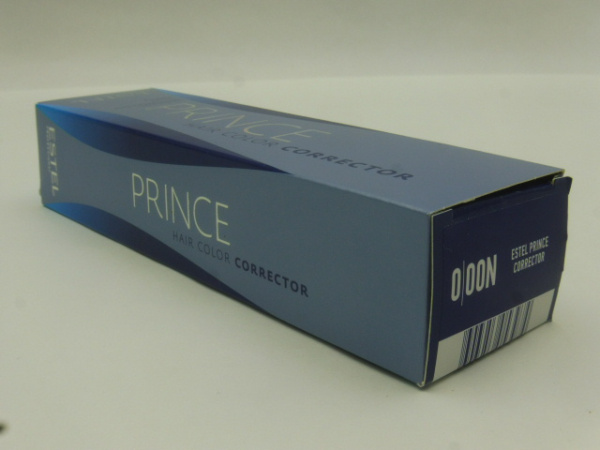 PRINCE
HAIR COLOR CORRECTOR
ESTEL
PRINCE
HAIR COLOR CORRECTOR
0|00N
ESTEL PRINCE
CORRECTOR